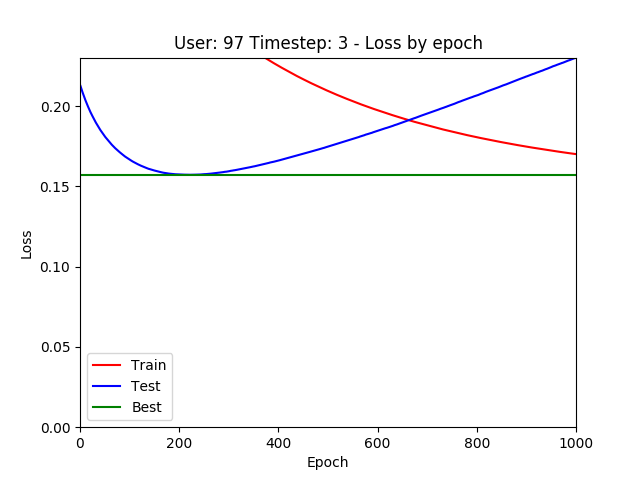 User: 97 Timestep: 3 - Loss by epoch
0.20
0.15
0.10
0.05
0.00
Loss
Train
Test
Best
0 200 400 600 800 1000
Epoch